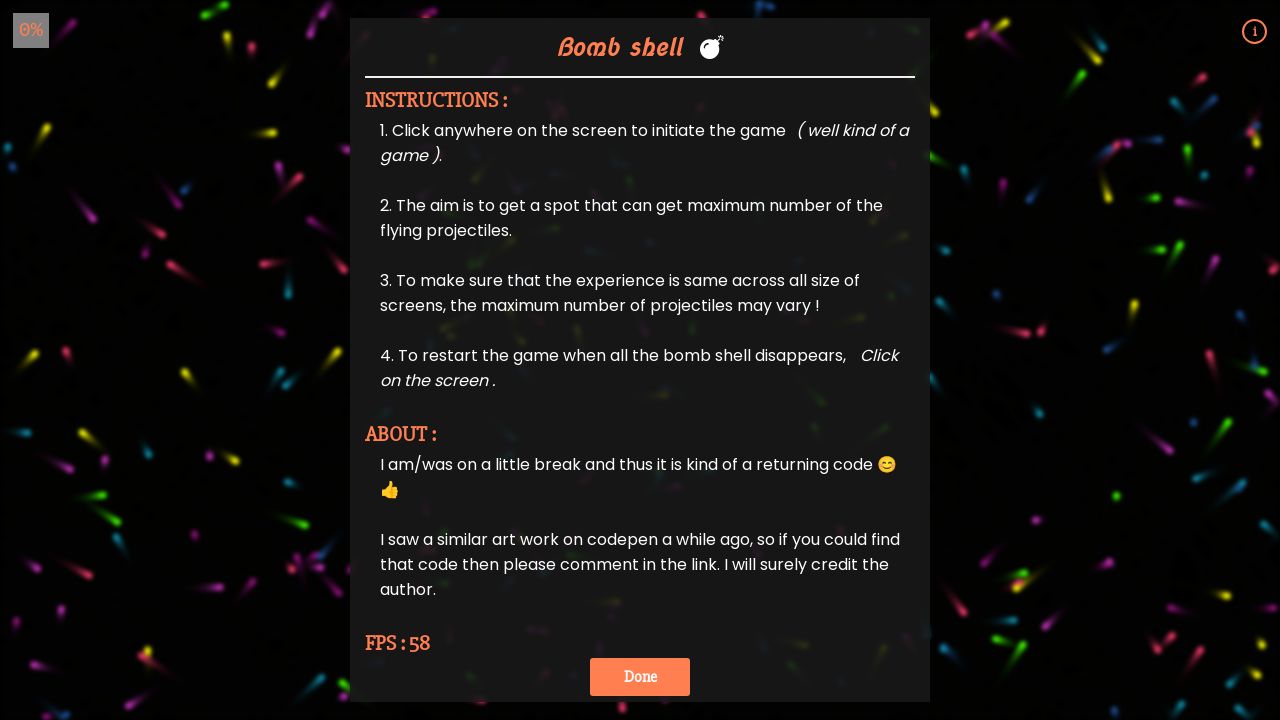 0%
i
Bomb shell 💣
INSTRUCTIONS :
1. Click anywhere on the screen to initiate the game ( well kind of a
game ).
2. The aim is to get a spot that can get maximum number of the
flying projectiles.
3. To make sure that the experience is same across all size of
screens, the maximum number of projectiles may vary !
4. To restart the game when all the bomb shell disappears, Click
on the screen .
ABOUT :
I am/was on a little break and thus it is kind of a returning code 😊
👍
I saw a similar art work on codepen a while ago, so if you could find
that code then please comment in the link. I will surely credit the
author.
FPS : 58
Done